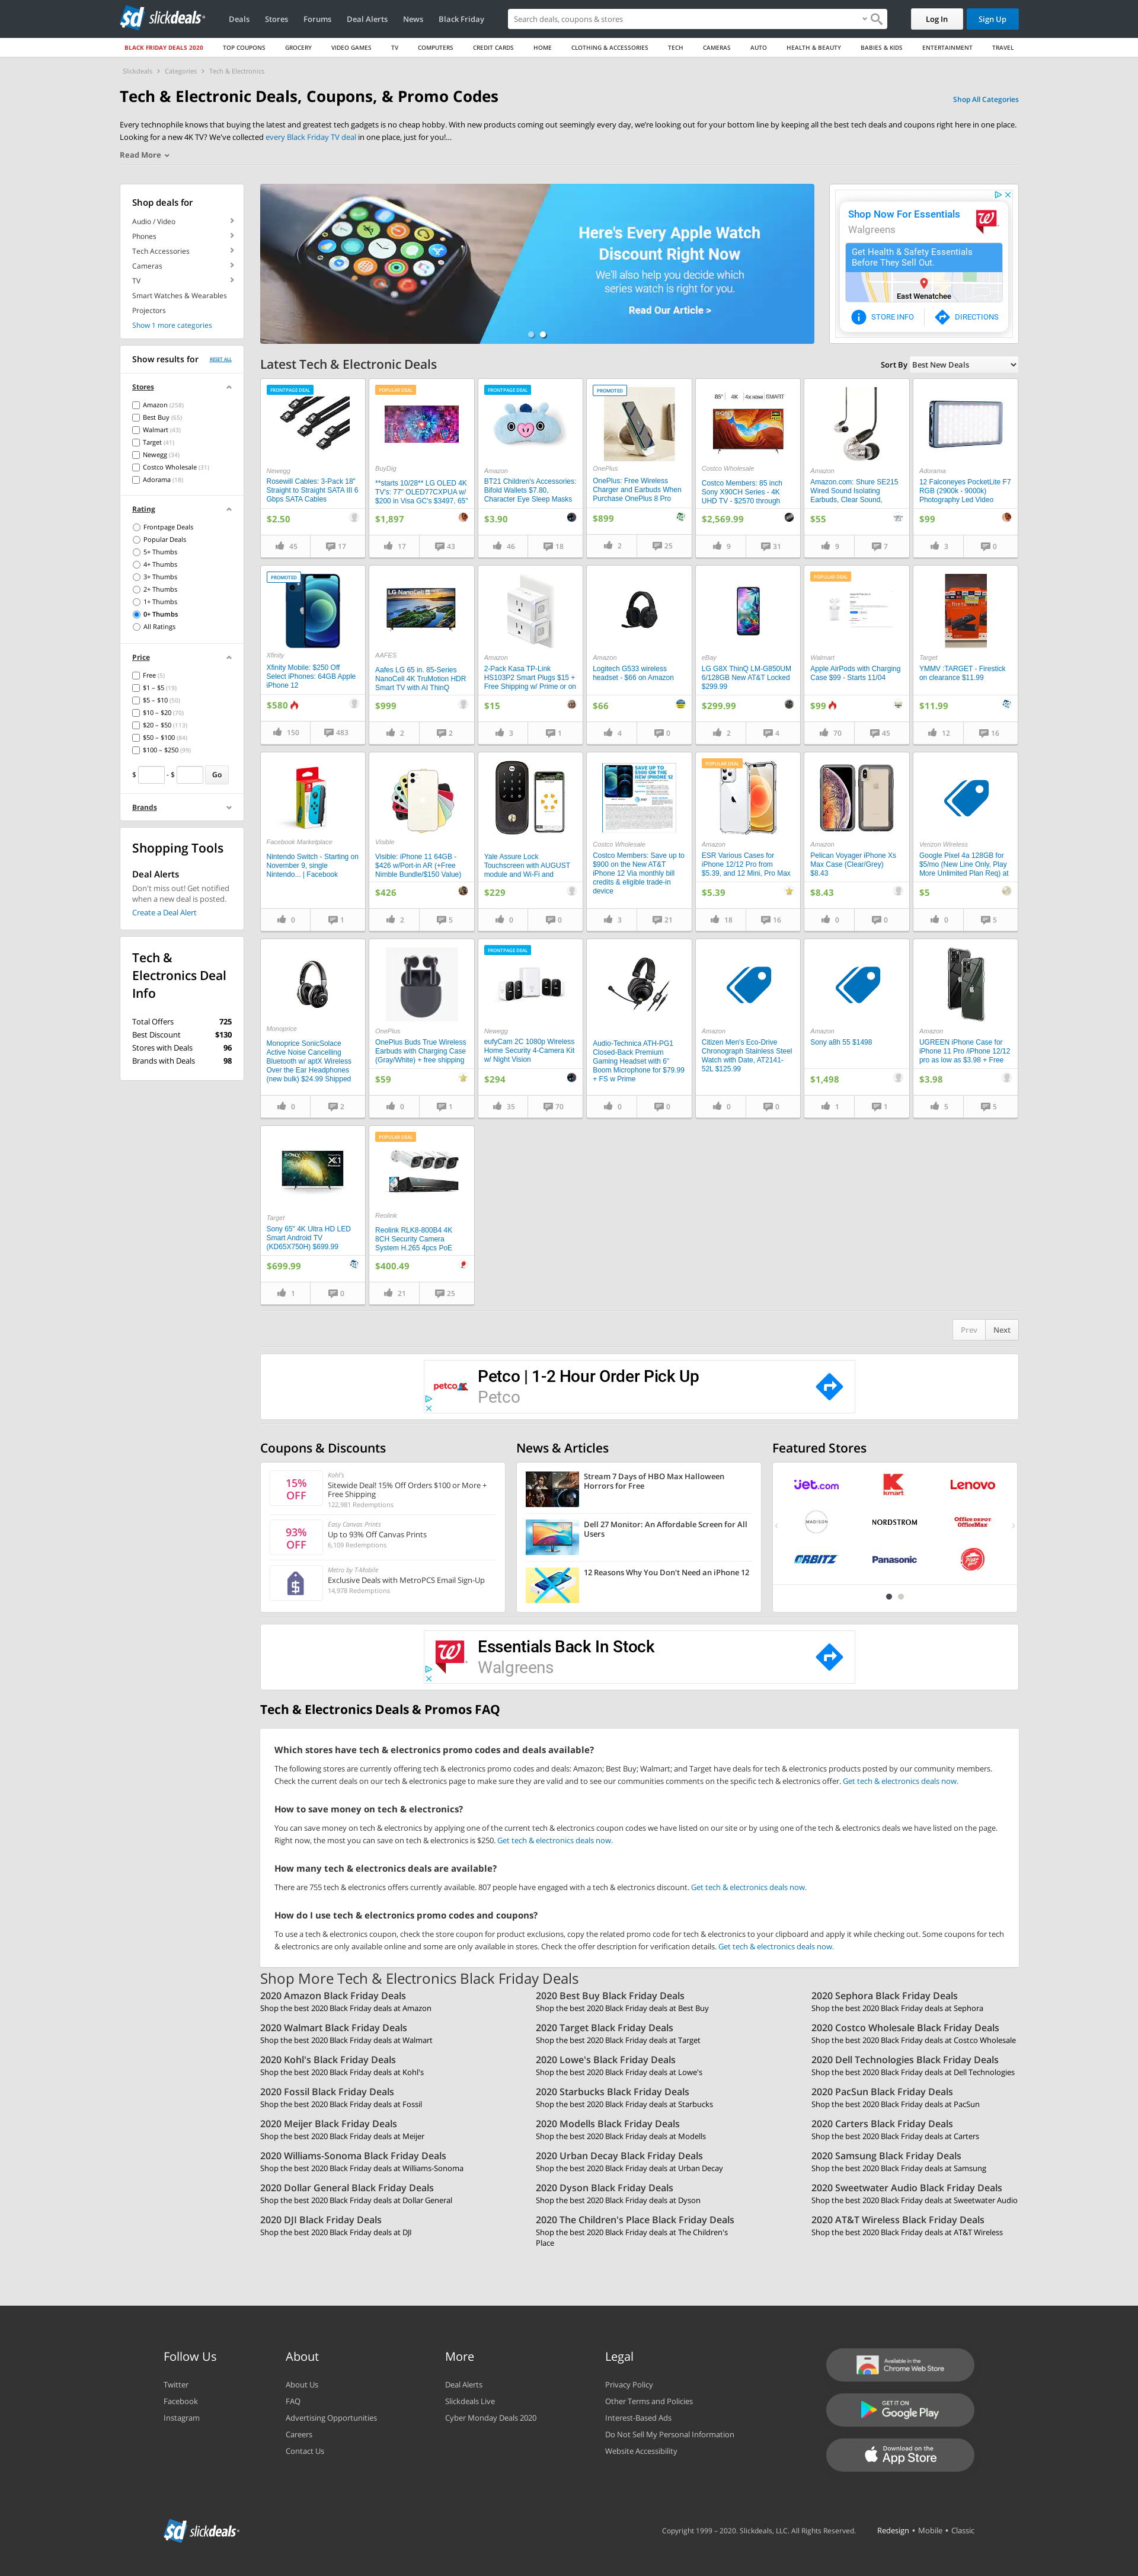 sd slickdeals
Deals
Stores
Forums
Deal Alerts
News
Black Friday
Search deals, coupons & stores
Log In
Sign Up
BLACK FRIDAY DEALS 2020
TOP COUPONS
GROCERY
VIDEO GAMES
TV
COMPUTERS
CREDIT CARDS
HOME
CLOTHING & ACCESSORIES
TECH
CAMERAS
AUTO
HEALTH & BEAUTY
BABIES & KIDS
ENTERTAINMENT
TRAVEL
Slickdeals > Categories > Tech & Electronics
Tech & Electronic Deals, Coupons, & Promo Codes
Shop All Categories
Every technophile knows that buying the latest and greatest tech gadgets is no cheap hobby. With new products coming out seemingly every day, we're looking out for your bottom line by keeping all the best tech deals and coupons right here in one place.
Looking for a new 4K TV? We've collected every Black Friday TV deal in one place, just for you!...
Read More
Shop deals for
Audio / Video
Phones
Tech Accessories
Cameras
TV
Smart Watches & Wearables
Projectors
Show 1 more categories
Show results for
RESET ALL
Stores
Amazon (258)
Best Buy (65)
Walmart (43)
Target (41)
Newegg (34)
Costco Wholesale (31)
Adorama (18)
Rating
Frontpage Deals
Popular Deals
5+ Thumbs
4+ Thumbs
3+ Thumbs
2+ Thumbs
1+ Thumbs
0+ Thumbs
All Ratings
Price
Free (5)
$1 – $5 (19)
$5 – $10 (50)
$10 – $20 (70)
$20 – $50 (113)
$50 – $100 (84)
$100 – $250 (99)
$ - $ Go
Brands
Shopping Tools
Deal Alerts
Don't miss out! Get notified
when a new deal is posted.
Create a Deal Alert
Tech &
Electronics Deal
Info
Total Offers 725
Best Discount $130
Stores with Deals 96
Brands with Deals 98
Here's Every Apple Watch
Discount Right Now
We'll also help you decide which
series watch is right for you.
Read Our Article >
Shop Now For Essentials
Walgreens
Get Health & Safety Essentials
Before They Sell Out.
East Wenatchee
STORE INFO
DIRECTIONS
Latest Tech & Electronic Deals
Sort By Best New Deals
FRONTPAGE DEAL
Newegg
Rosewill Cables: 3-Pack 18"
Straight to Straight SATA III 6
Gbps SATA Cables
$2.50
45 17
POPULAR DEAL
BuyDig
**starts 10/28** LG OLED 4K
TV's: 77" OLED77CXPUA w/
$200 in Visa GC's $3497, 65"
$1,897
17 43
FRONTPAGE DEAL
Amazon
BT21 Character's Accessories:
Bifold Wallets $7.80,
Character Eye Sleep Masks
$3.90
46 18
PROMOTED
OnePlus
OnePlus: Free Wireless
Charger and Earbuds When
Purchase OnePlus 8 Pro
$899
2 25
85" 4K 4x HDMI SMART
SONY
Costco Wholesale
Costco Members: 85 inch
Sony X90CH Series - 4K
UHD TV - $2570 through
$2,569.99
9 31
Amazon
Amazon.com: Shure SE215
Wired Sound Isolating
Earbuds, Clear Sound,
$55
9 7
Adorama
12 Falconeyes PocketLite F7
RGB (2900k - 9000k)
Photography Led Video
$99
3 0
PROMOTED
Xfinity
Xfinity Mobile: $250 Off
Select iPhones: 64GB Apple
iPhone 12
$580
150 483
LG NanoCell
AAFES
Aafes LG 65 in. 85-Series
NanoCell 4K TruMotion HDR
Smart TV with AI ThinQ
$999
2 2
Amazon
2-Pack Kasa TP-Link
HS103P2 Smart Plugs $15 +
Free Shipping w/ Prime or on
$15
3 1
Amazon
Logitech G533 wireless
headset - $66 on Amazon
$66
4 0
eBay
LG G8X ThinQ LM-G850UM
6/128GB New AT&T Locked
$299.99
$299.99
2 4
POPULAR DEAL
Walmart
Apple AirPods with Charging
Case $99 - Starts 11/04
$99
70 45
Target
YMMV :TARGET - Firestick
on clearance $11.99
$11.99
12 16
Facebook Marketplace
Nintendo Switch - Starting on
November 9, single
Nintendo... | Facebook
0 1
Visible
Visible: iPhone 11 64GB -
$426 w/Port-in AR (+Free
Nimble Bundle/$150 Value)
$426
2 5
Yale Assure Lock
Touchscreen with AUGUST
module and Wi-Fi and
$229
0 0
Costco Wholesale
Costco Members: Save up to
$900 on the New AT&T
iPhone 12 Via monthly bill
credits & eligible trade-in
device
3 21
POPULAR DEAL
Amazon
ESR Various Cases for
iPhone 12/12 Pro from
$5.39, and 12 Mini, Pro Max
$5.39
18 16
Amazon
Pelican Voyager iPhone Xs
Max Case (Clear/Grey)
$8.43
$8.43
0 0
Verizon Wireless
Google Pixel 4a 128GB for
$5/mo (New Line Only, Play
More Unlimited Plan Req) at
$5
0 5
Monoprice
Monoprice SonicSolace
Active Noise Cancelling
Bluetooth w/ aptX Wireless
Over the Ear Headphones
(new bulk) $24.99 Shipped
0 2
OnePlus
OnePlus Buds True Wireless
Earbuds with Charging Case
(Gray/White) + free shipping
$59
0 1
FRONTPAGE DEAL
Newegg
eufyCam 2C 1080p Wireless
Home Security 4-Camera Kit
w/ Night Vision
$294
35 70
Audio-Technica ATH-PG1
Closed-Back Premium
Gaming Headset with 6"
Boom Microphone for $79.99
+ FS w Prime
0 0
Amazon
Citizen Men's Eco-Drive
Chronograph Stainless Steel
Watch with Date, AT2141-
52L $125.99
0 0
Amazon
Sony a8h 55 $1498
$1,498
1 1
Amazon
UGREEN iPhone Case for
iPhone 11 Pro /iPhone 12/12
pro as low as $3.98 + Free
$3.98
5 5
SONY X1
Target
Sony 65" 4K Ultra HD LED
Smart Android TV
(KD65X750H) $699.99
$699.99
1 0
POPULAR DEAL
Reolink
Reolink RLK8-800B4 4K
8CH Security Camera
System H.265 4pcs PoE
$400.49
21 25
Prev Next
petco
Petco | 1-2 Hour Order Pick Up
Petco
Coupons & Discounts
15%
OFF
Kohl's
Sitewide Deal! 15% Off Orders $100 or More +
Free Shipping
122,981 Redemptions
93%
OFF
Easy Canvas Prints
Up to 93% Off Canvas Prints
6,109 Redemptions
Metro by T-Mobile
Exclusive Deals with MetroPCS Email Sign-Up
14,978 Redemptions
News & Articles
Stream 7 Days of HBO Max Halloween
Horrors for Free
Dell 27 Monitor: An Affordable Screen for All
Users
12 Reasons Why You Don't Need an iPhone 12
Featured Stores
jet.com
kmart
Lenovo
MADISON
NORDSTROM
Office DEPOT
OfficeMax
ORBITZ
Panasonic
Pizza Hut
Essentials Back In Stock
Walgreens
Tech & Electronics Deals & Promos FAQ
Which stores have tech & electronics promo codes and deals available?
The following stores are currently offering tech & electronics promo codes and deals: Amazon; Best Buy; Walmart; and Target have deals for tech & electronics products posted by our community members.
Check the current deals on our tech & electronics page to make sure they are valid and to see our communities comments on the specific tech & electronics offer. Get tech & electronics deals now.
How to save money on tech & electronics?
You can save money on tech & electronics by applying one of the current tech & electronics coupon codes we have listed on our site or by using one of the tech & electronics deals we have listed on the page.
Right now, the most you can save on tech & electronics is $250. Get tech & electronics deals now.
How many tech & electronics deals are available?
There are 755 tech & electronics offers currently available. 807 people have engaged with a tech & electronics discount. Get tech & electronics deals now.
How do I use tech & electronics promo codes and coupons?
To use a tech & electronics coupon, check the store coupon for product exclusions, copy the related promo code for tech & electronics to your clipboard and apply it while checking out. Some coupons for tech
& electronics are only available online and some are only available in stores. Check the offer description for verification details. Get tech & electronics deals now.
Shop More Tech & Electronics Black Friday Deals
2020 Amazon Black Friday Deals
Shop the best 2020 Black Friday deals at Amazon
2020 Best Buy Black Friday Deals
Shop the best 2020 Black Friday deals at Best Buy
2020 Sephora Black Friday Deals
Shop the best 2020 Black Friday deals at Sephora
2020 Walmart Black Friday Deals
Shop the best 2020 Black Friday deals at Walmart
2020 Target Black Friday Deals
Shop the best 2020 Black Friday deals at Target
2020 Costco Wholesale Black Friday Deals
Shop the best 2020 Black Friday deals at Costco Wholesale
2020 Kohl's Black Friday Deals
Shop the best 2020 Black Friday deals at Kohl's
2020 Lowe's Black Friday Deals
Shop the best 2020 Black Friday deals at Lowe's
2020 Dell Technologies Black Friday Deals
Shop the best 2020 Black Friday deals at Dell Technologies
2020 Fossil Black Friday Deals
Shop the best 2020 Black Friday deals at Fossil
2020 Starbucks Black Friday Deals
Shop the best 2020 Black Friday deals at Starbucks
2020 PacSun Black Friday Deals
Shop the best 2020 Black Friday deals at PacSun
2020 Meijer Black Friday Deals
Shop the best 2020 Black Friday deals at Meijer
2020 Modells Black Friday Deals
Shop the best 2020 Black Friday deals at Modells
2020 Carters Black Friday Deals
Shop the best 2020 Black Friday deals at Carters
2020 Williams-Sonoma Black Friday Deals
Shop the best 2020 Black Friday deals at Williams-Sonoma
2020 Urban Decay Black Friday Deals
Shop the best 2020 Black Friday deals at Urban Decay
2020 Samsung Black Friday Deals
Shop the best 2020 Black Friday deals at Samsung
2020 Dollar General Black Friday Deals
Shop the best 2020 Black Friday deals at Dollar General
2020 Dyson Black Friday Deals
Shop the best 2020 Black Friday deals at Dyson
2020 Sweetwater Audio Black Friday Deals
Shop the best 2020 Black Friday deals at Sweetwater Audio
2020 DJI Black Friday Deals
Shop the best 2020 Black Friday deals at DJI
2020 The Children's Place Black Friday Deals
Shop the best 2020 Black Friday deals at The Children's
Place
2020 AT&T Wireless Black Friday Deals
Shop the best 2020 Black Friday deals at AT&T Wireless
Follow Us
Twitter
Facebook
Instagram
About
About Us
FAQ
Advertising Opportunities
Careers
Contact Us
More
Deal Alerts
Slickdeals Live
Cyber Monday Deals 2020
Legal
Privacy Policy
Other Terms and Policies
Interest-Based Ads
Do Not Sell My Personal Information
Website Accessibility
Available in the
Chrome Web Store
GET IT ON
Google Play
Download on the
App Store
sd slickdeals
Copyright 1999 – 2020. Slickdeals, LLC. All Rights Reserved.
Redesign • Mobile • Classic